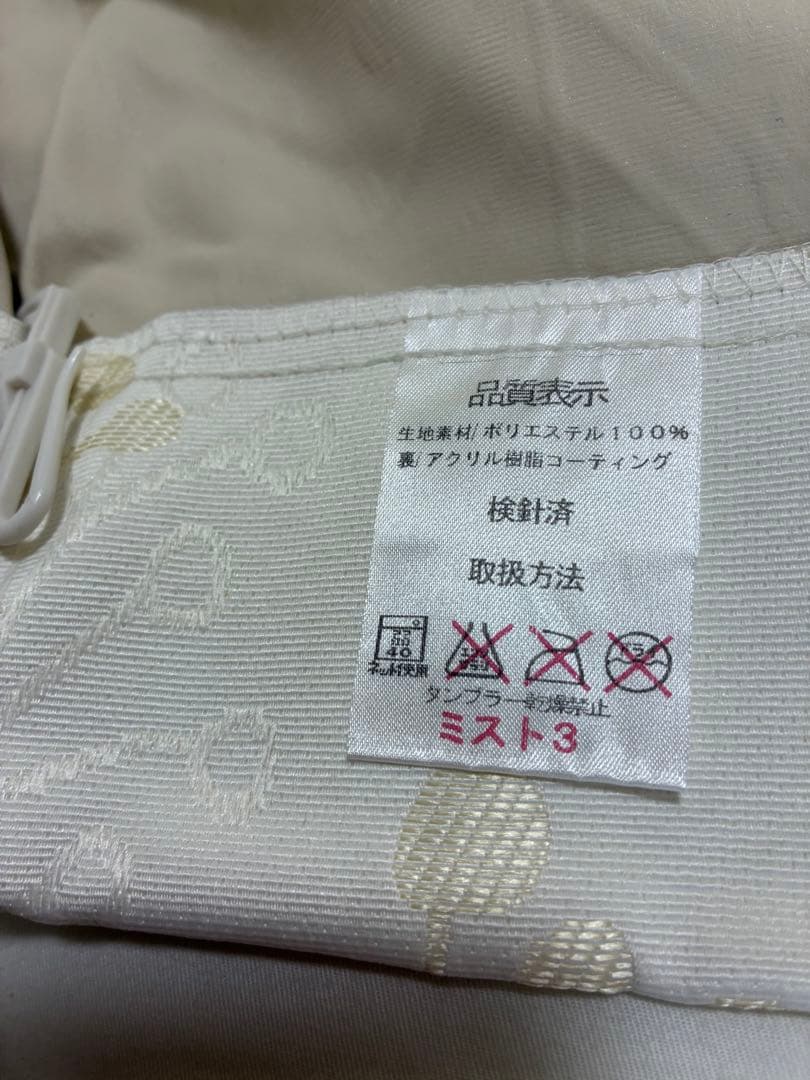 品質表示
生地素材/ポリエステル100%
裏/アクリル樹脂コーティング
検針済
取扱方法
40
ネット使用
タンブラー乾燥禁止
ミスト3